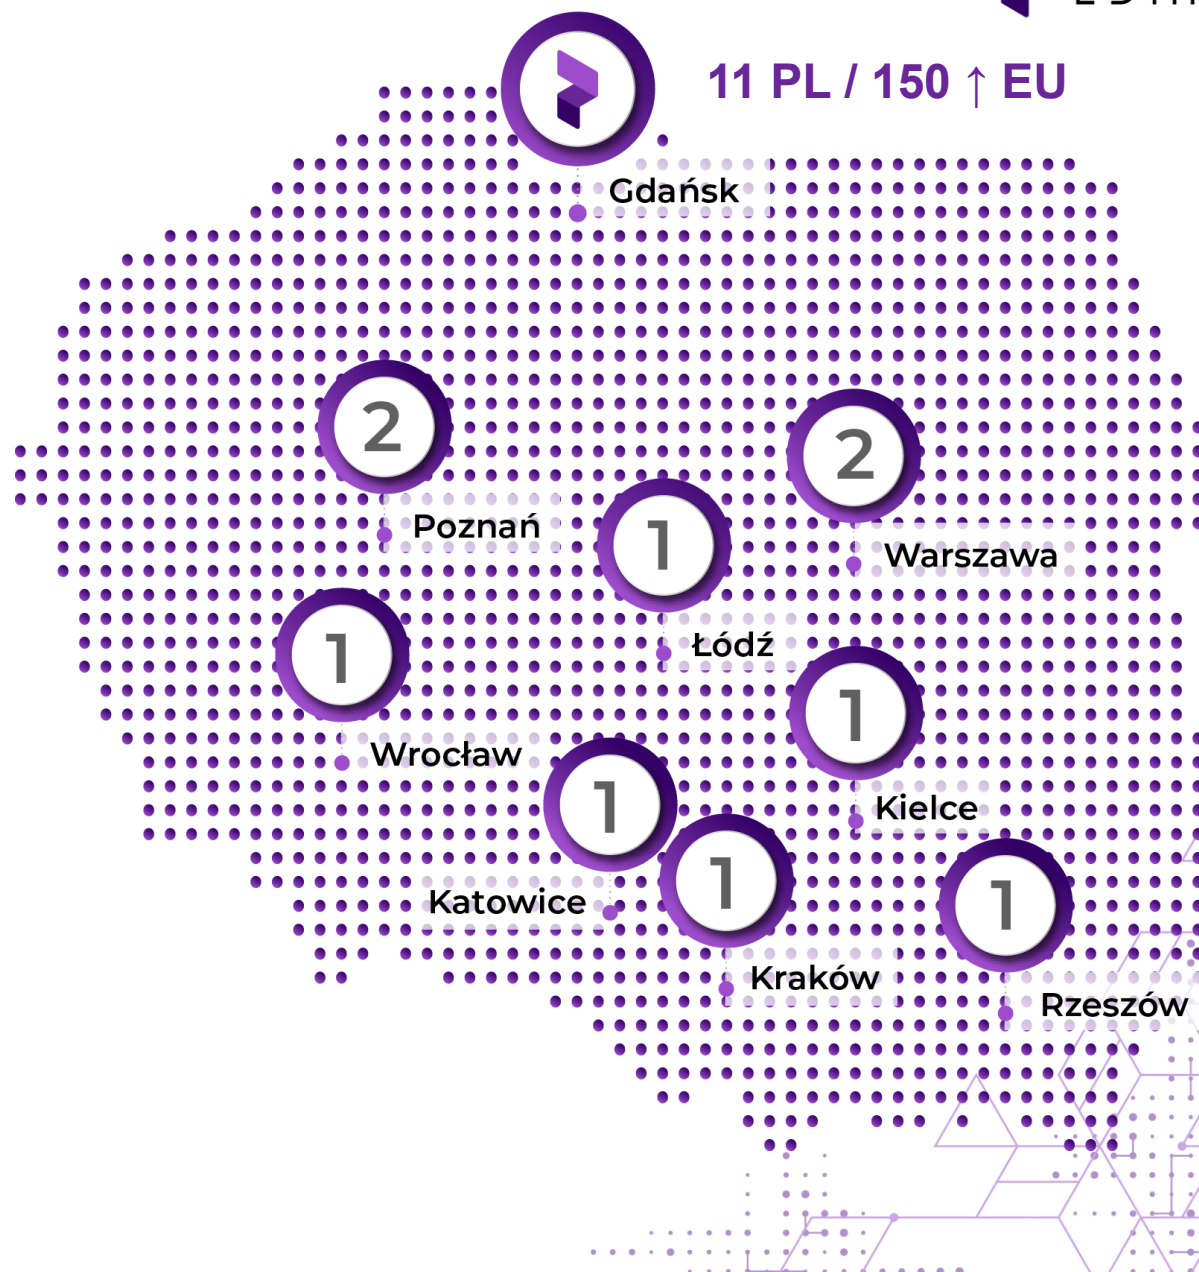 11 PL / 150 ↑ EU
Gdańsk
2
Poznań
2
Warszawa
1
Łódź
1
Wrocław
1
Kielce
1
Katowice
1
Kraków
1
Rzeszów